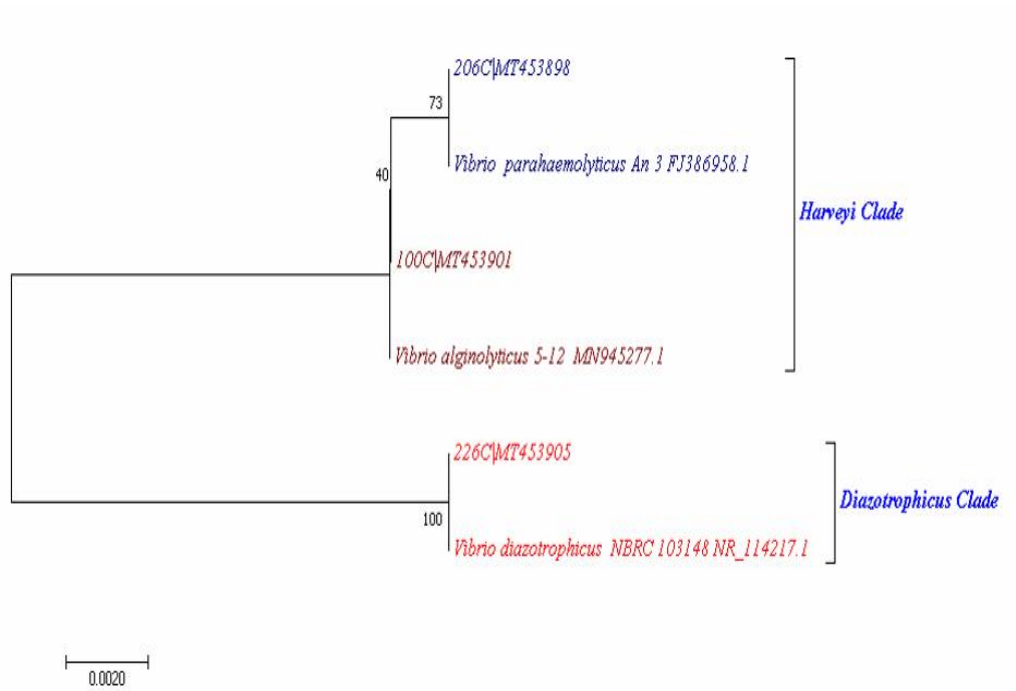 206C|MT453898
73
Vibrio parahaemolyticus An 3 FJ386958.1
40
Harveyi Clade
100C|MT453901
Vibrio alginolyticus 5-12 MN945277.1
226C|MT453905
Diazotrophicus Clade
100
Vibrio diazotrophicus NBRC 103148 NR_114217.1
0.0020